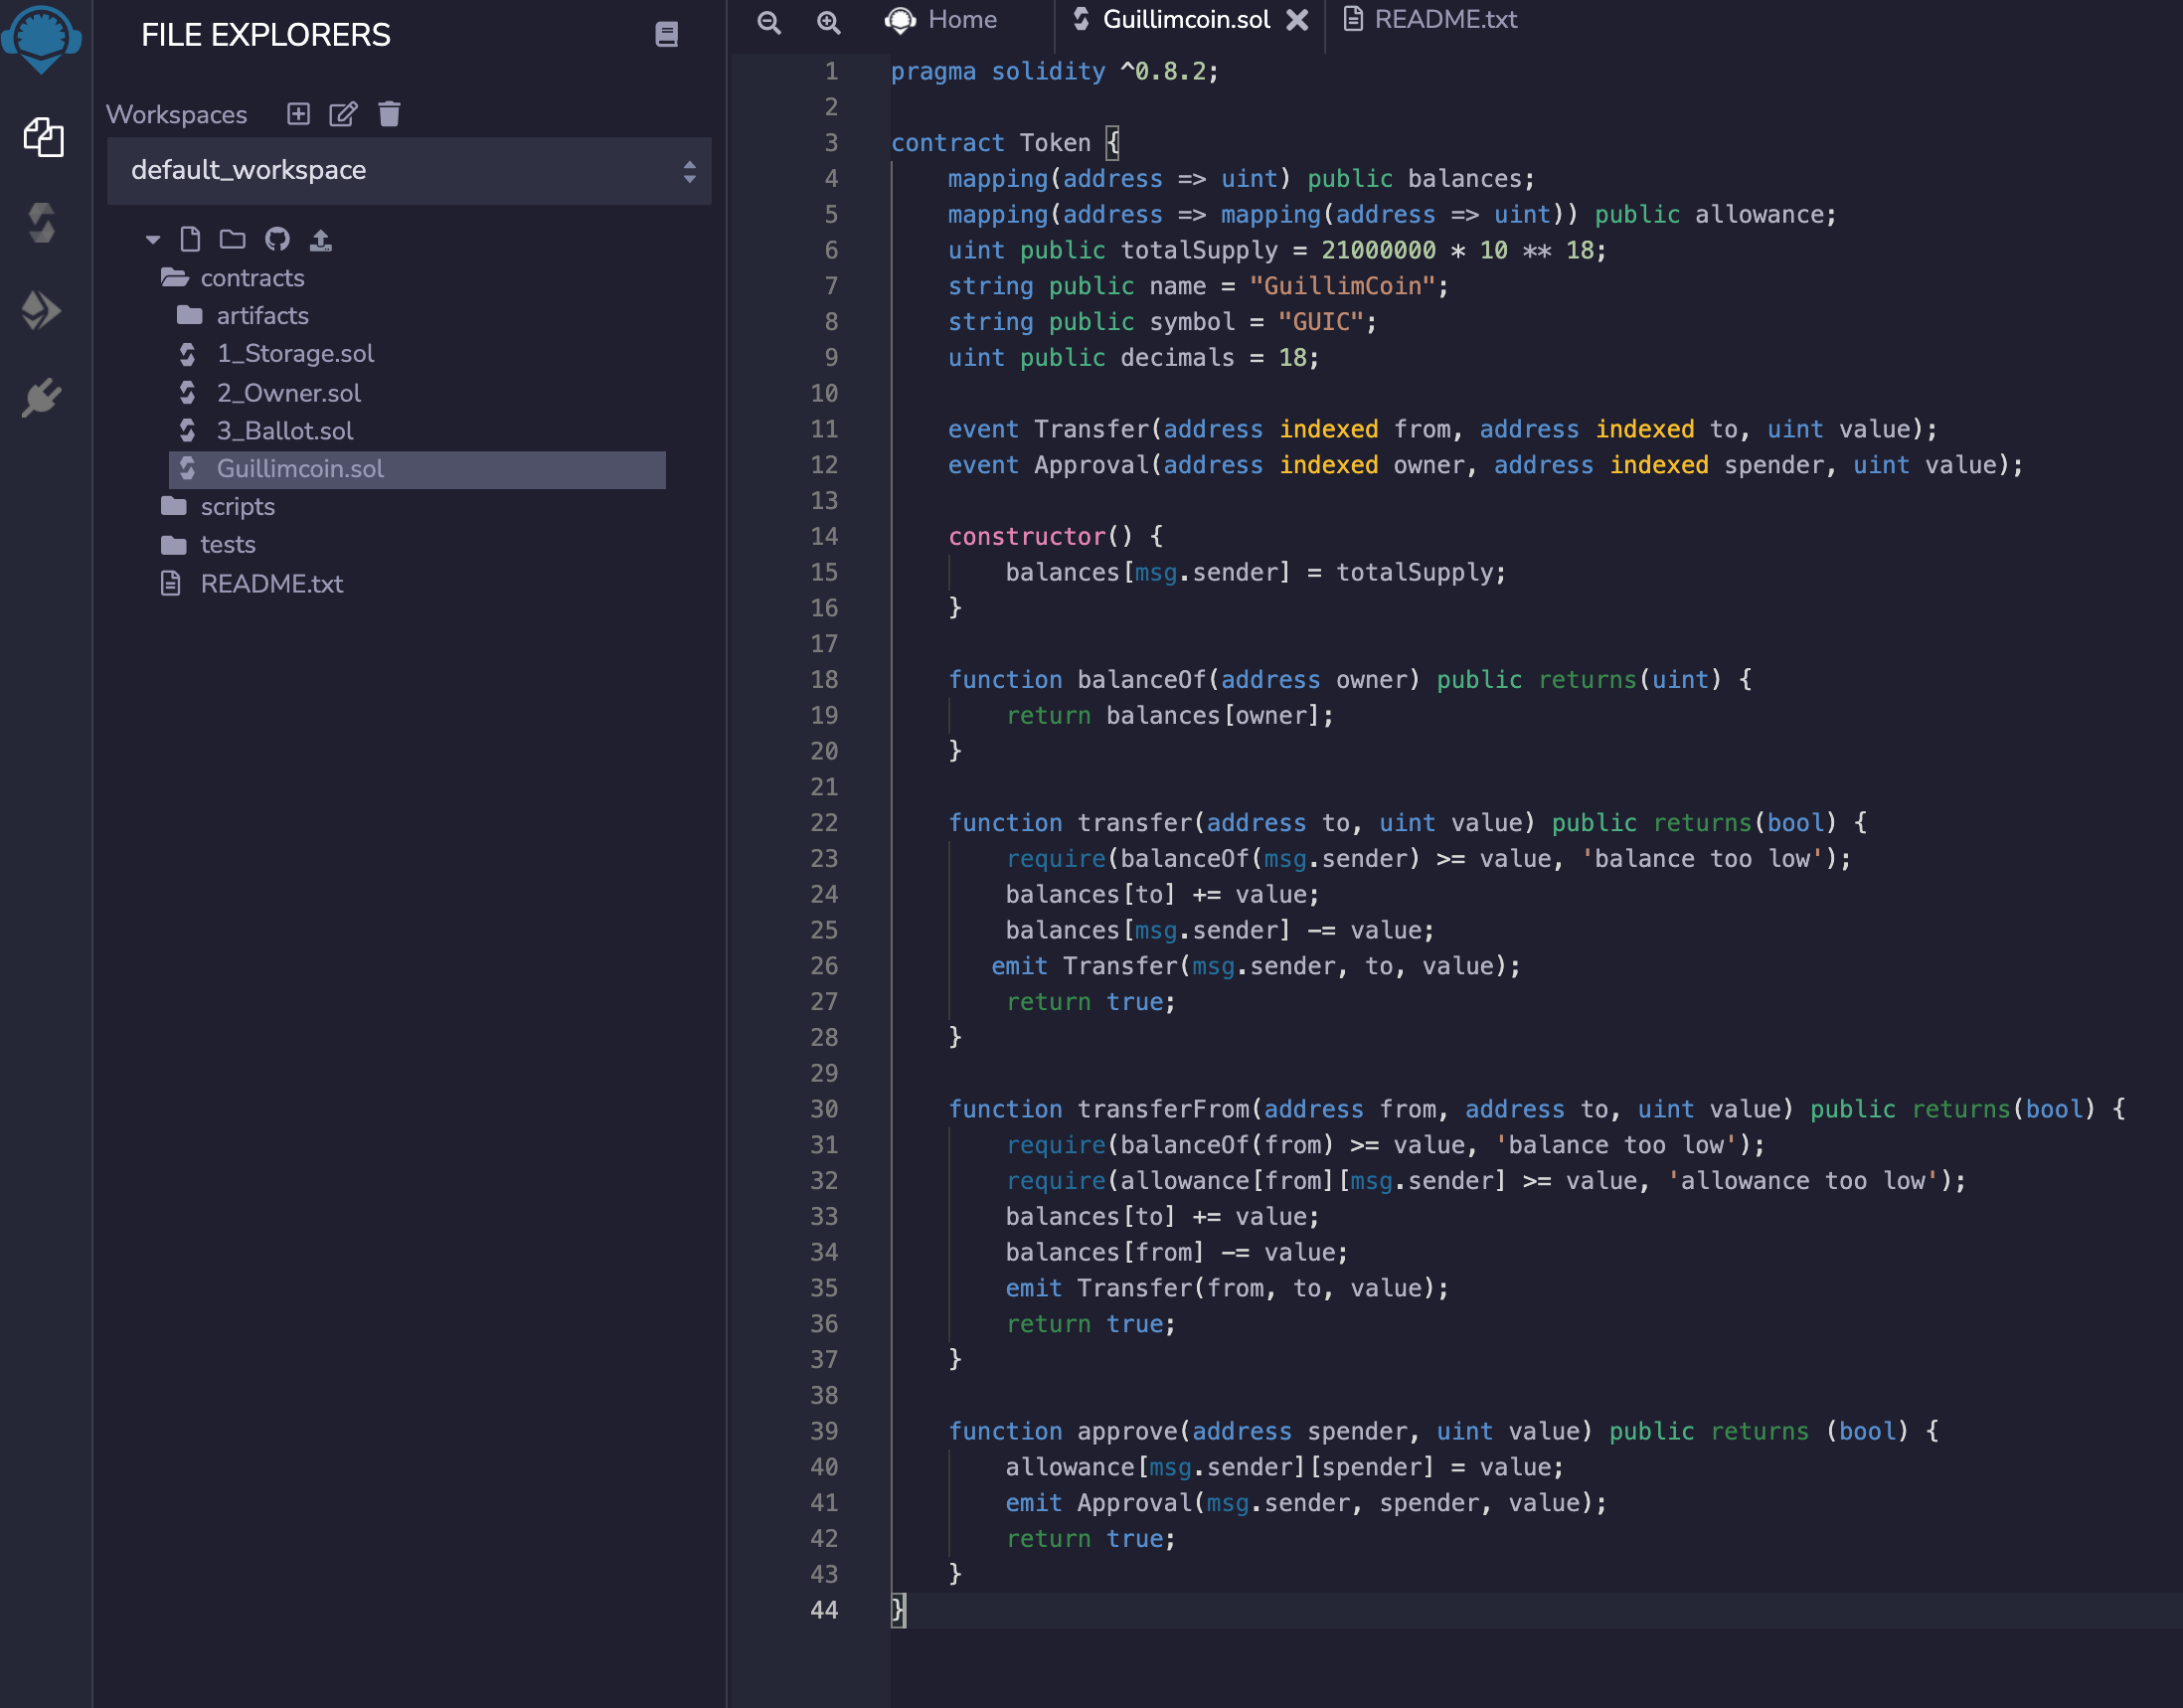 FILE EXPLORERS
Workspaces
default_workspace
contracts
artifacts
1_Storage.sol
2_Owner.sol
3_Ballot.sol
Guillimcoin.sol
scripts
tests
README.txt
Home
Guillimcoin.sol
README.txt
1 pragma solidity ^0.8.2;
2
3 contract Token {
4     mapping(address => uint) public balances;
5     mapping(address => mapping(address => uint)) public allowance;
6     uint public totalSupply = 21000000 * 10 ** 18;
7     string public name = "GuillimCoin";
8     string public symbol = "GUIC";
9     uint public decimals = 18;
10
11     event Transfer(address indexed from, address indexed to, uint value);
12     event Approval(address indexed owner, address indexed spender, uint value);
13
14     constructor() {
15         balances[msg.sender] = totalSupply;
16     }
17
18     function balanceOf(address owner) public returns(uint) {
19         return balances[owner];
20     }
21
22     function transfer(address to, uint value) public returns(bool) {
23         require(balanceOf(msg.sender) >= value, 'balance too low');
24         balances[to] += value;
25         balances[msg.sender] -= value;
26        emit Transfer(msg.sender, to, value);
27         return true;
28     }
29
30     function transferFrom(address from, address to, uint value) public returns(bool) {
31         require(balanceOf(from) >= value, 'balance too low');
32         require(allowance[from][msg.sender] >= value, 'allowance too low');
33         balances[to] += value;
34         balances[from] -= value;
35         emit Transfer(from, to, value);
36         return true;
37     }
38
39     function approve(address spender, uint value) public returns (bool) {
40         allowance[msg.sender][spender] = value;
41         emit Approval(msg.sender, spender, value);
42         return true;
43     }
44 }